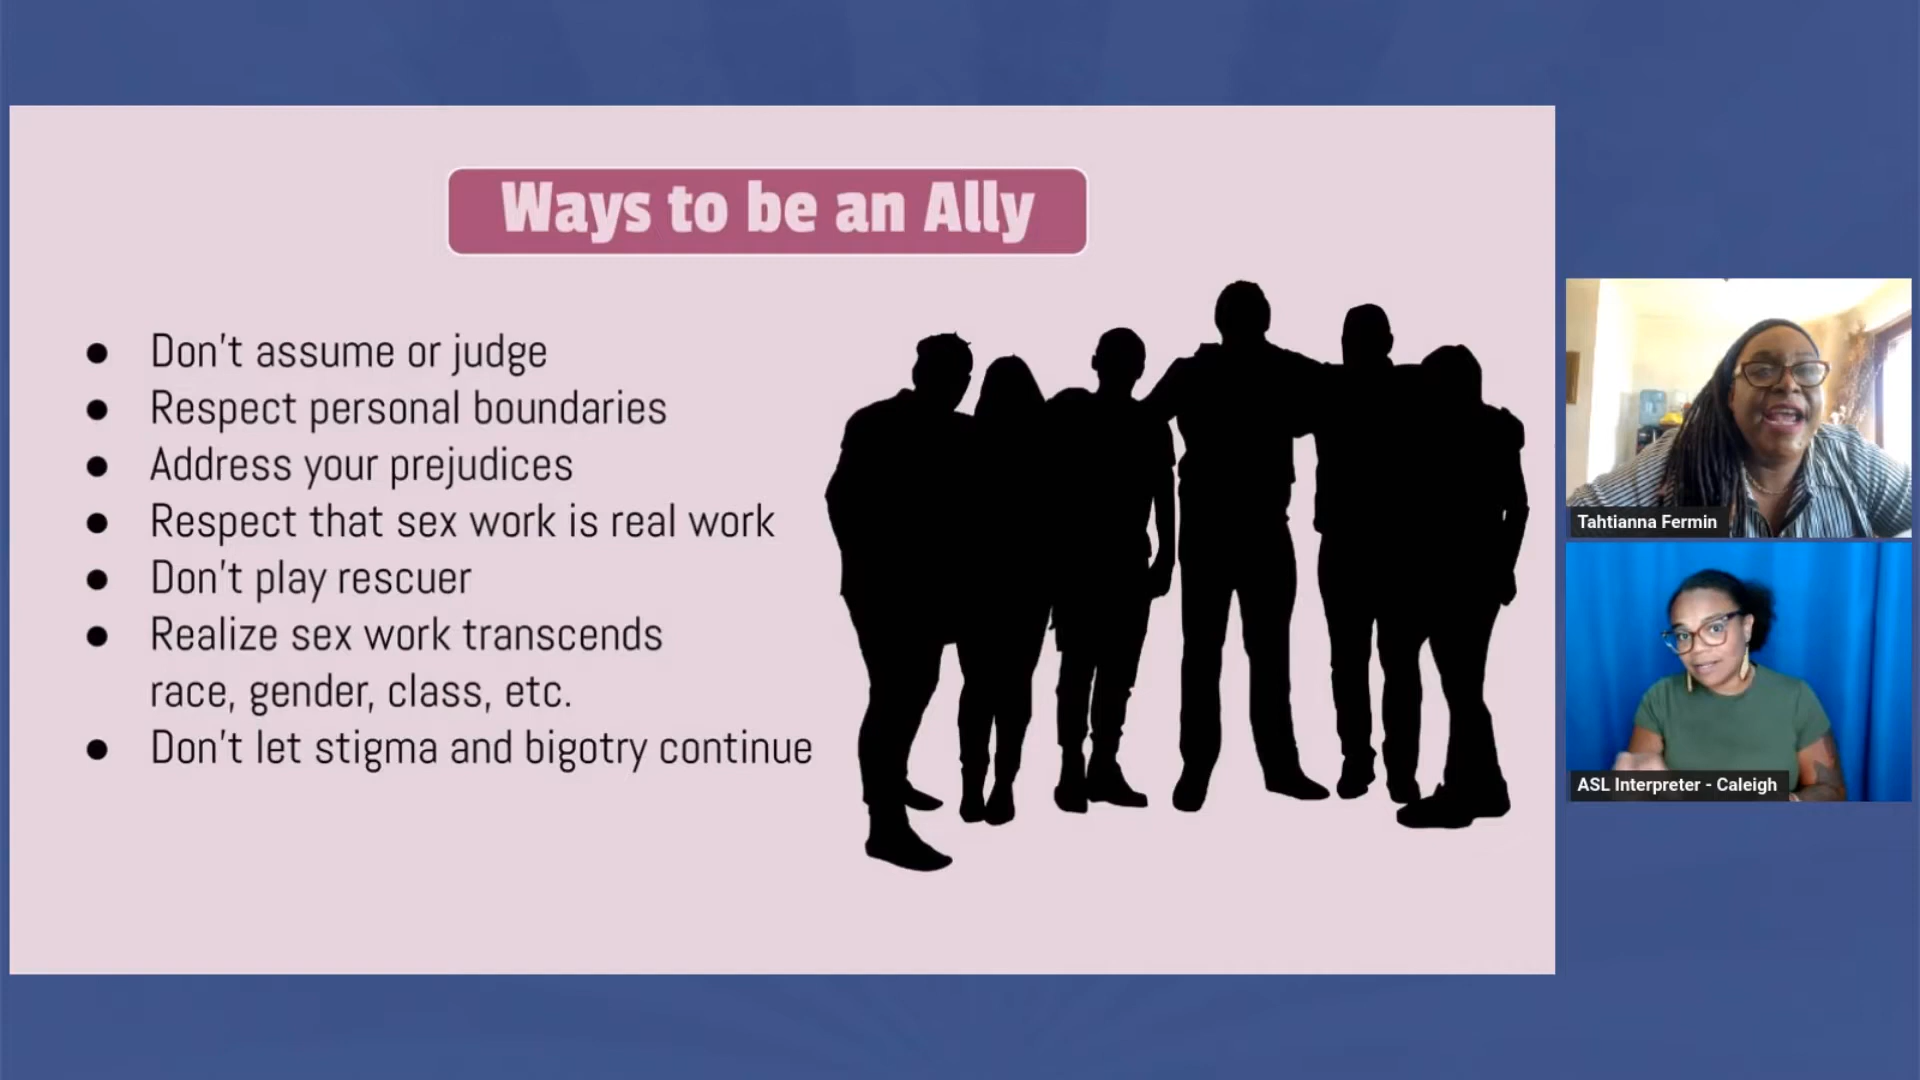 Ways to be an Ally
● Don't assume or judge
● Respect personal boundaries
● Address your prejudices
● Respect that sex work is real work
● Don't play rescuer
● Realize sex work transcends
race, gender, class, etc.
● Don't let stigma and bigotry continue
Tahtianna Fermin
ASL Interpreter - Caleigh